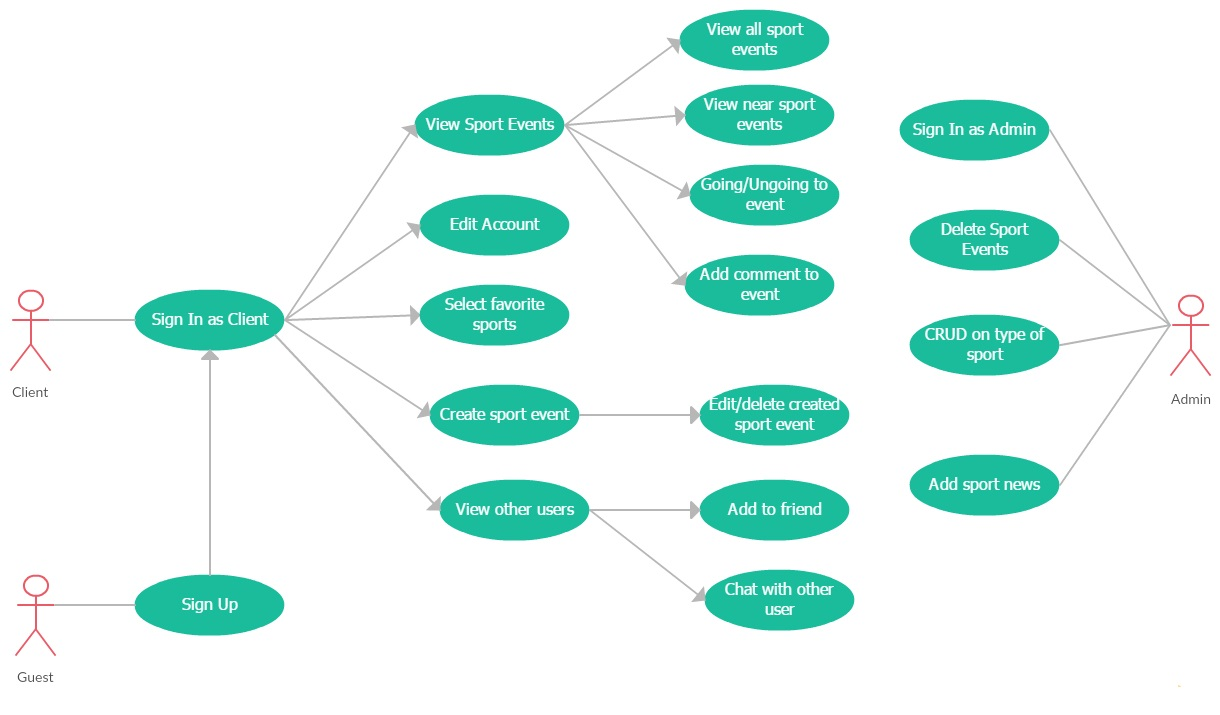 View all sport
events
View Sport Events
View near sport
events
Sign In as Admin
Going/Ungoing to
event
Edit Account
Delete Sport
Events
Add comment to
event
Select favorite
sports
Sign In as Client
CRUD on type of
sport
Client
Admin
Create sport event
Edit/delete created
sport event
Add sport news
View other users
Add to friend
Chat with other
user
Sign Up
Guest